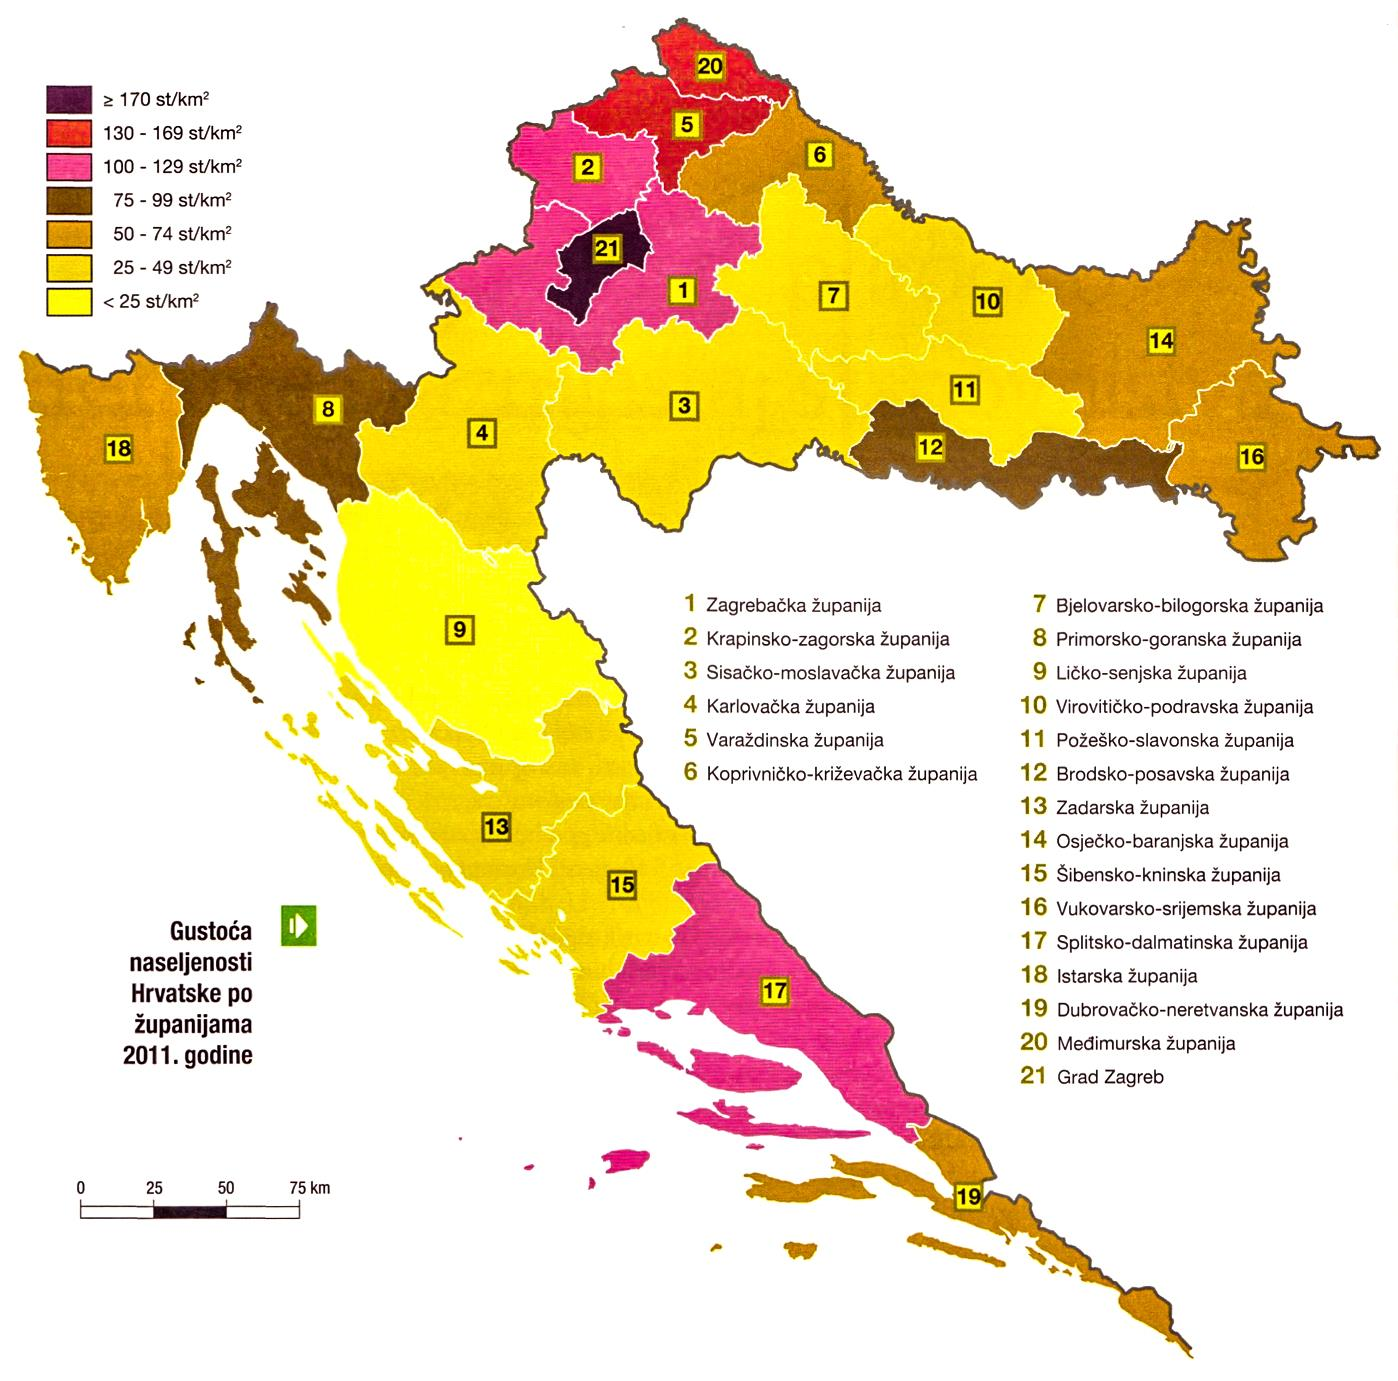 ≥ 170 st/km²
130 - 169 st/km²
100 - 129 st/km²
75 - 99 st/km²
50 - 74 st/km²
25 - 49 st/km²
< 25 st/km²
20
5
6
2
21
1
7
10
14
8
3
11
18
4
12
16
9
13
15
17
19
1 Zagrebačka županija
2 Krapinsko-zagorska županija
3 Sisačko-moslavačka županija
4 Karlovačka županija
5 Varaždinska županija
6 Koprivničko-križevačka županija
7 Bjelovarsko-bilogorska županija
8 Primorsko-goranska županija
9 Ličko-senjska županija
10 Virovitičko-podravska županija
11 Požeško-slavonska županija
12 Brodsko-posavska županija
13 Zadarska županija
14 Osječko-baranjska županija
15 Šibensko-kninska županija
16 Vukovarsko-srijemska županija
17 Splitsko-dalmatinska županija
18 Istarska županija
19 Dubrovačko-neretvanska županija
20 Međimurska županija
21 Grad Zagreb
Gustoća
naseljenosti
Hrvatske po
županijama
2011. godine
0 25 50 75 km